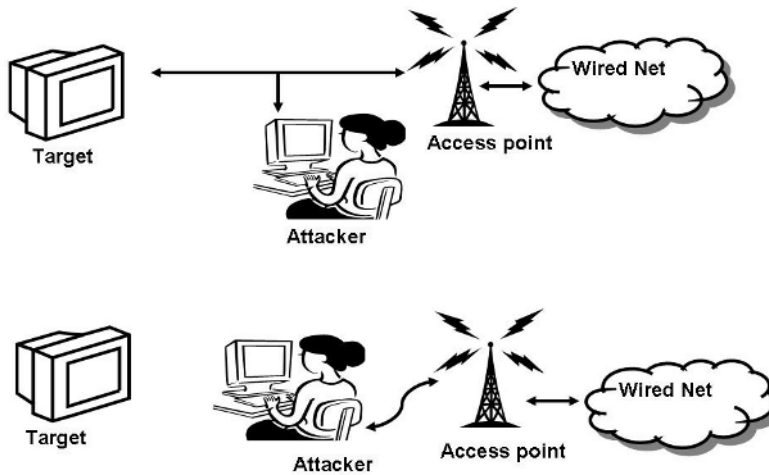 Wired Net
Target
Access point
Attacker
Wired Net
Target
Access point
Attacker